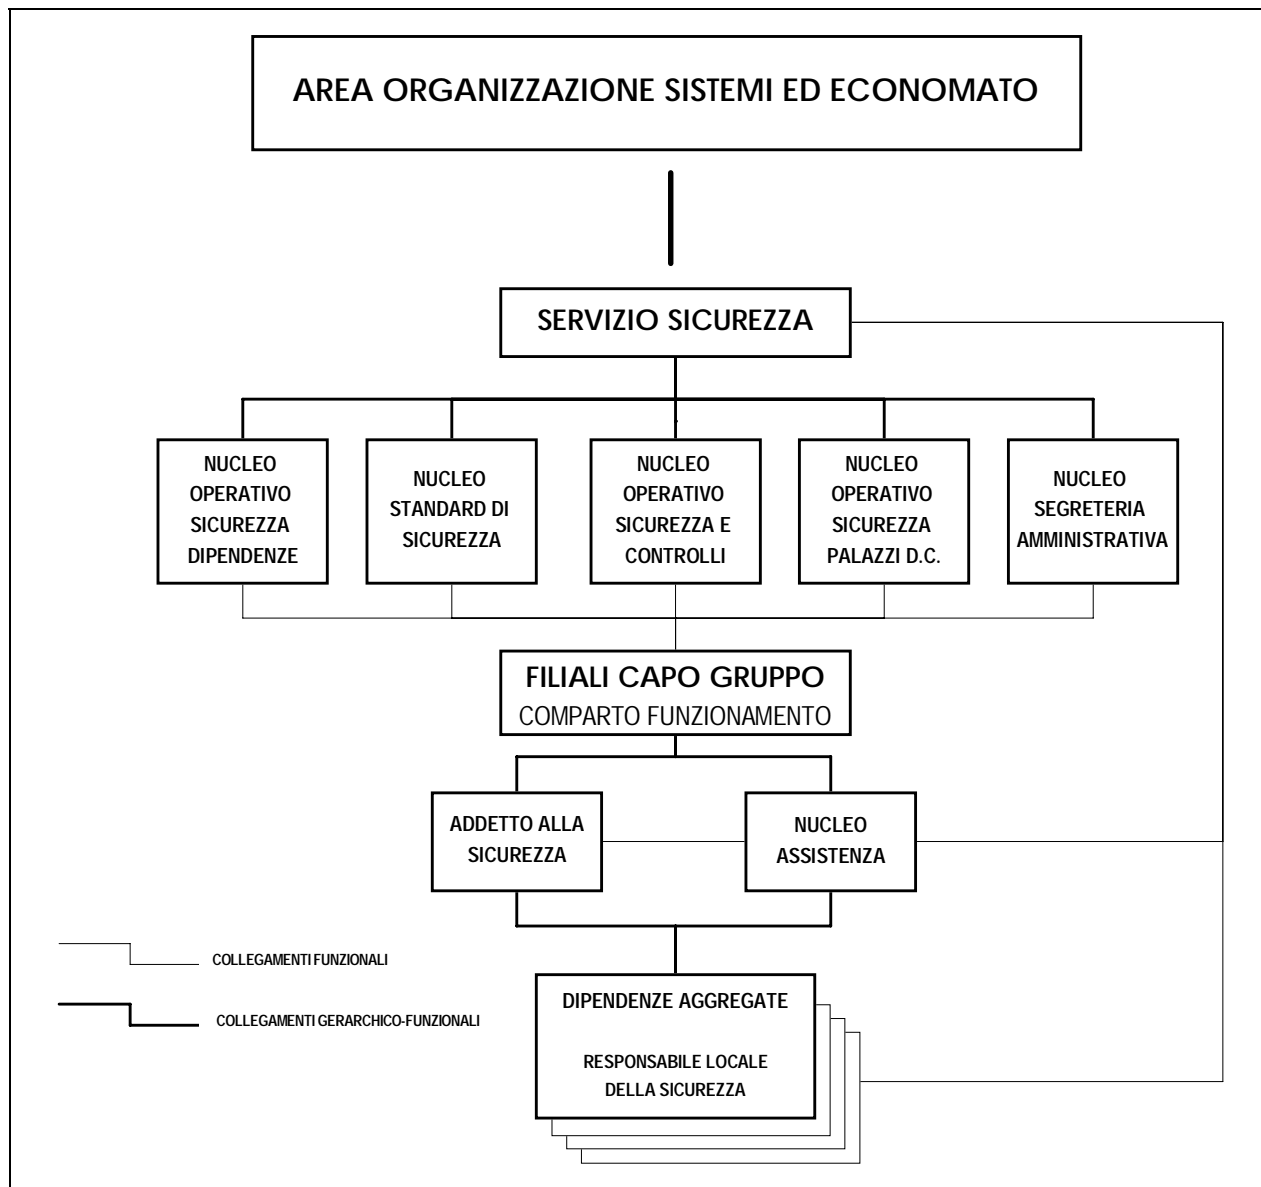 AREA ORGANIZZAZIONE SISTEMI ED ECONOMATO
SERVIZIO SICUREZZA
NUCLEO
OPERATIVO
SICUREZZA
DIPENDENZE
NUCLEO
STANDARD DI
SICUREZZA
NUCLEO
OPERATIVO
SICUREZZA E
CONTROLLI
NUCLEO
OPERATIVO
SICUREZZA
PALAZZI D.C.
NUCLEO
SEGRETERIA
AMMINISTRATIVA
FILIALI CAPO GRUPPO
COMPARTO FUNZIONAMENTO
ADDETTO ALLA
SICUREZZA
NUCLEO
ASSISTENZA
COLLEGAMENTI FUNZIONALI
COLLEGAMENTI GERARCHICO-FUNZIONALI
DIPENDENZE AGGREGATE
RESPONSABILE LOCALE
DELLA SICUREZZA